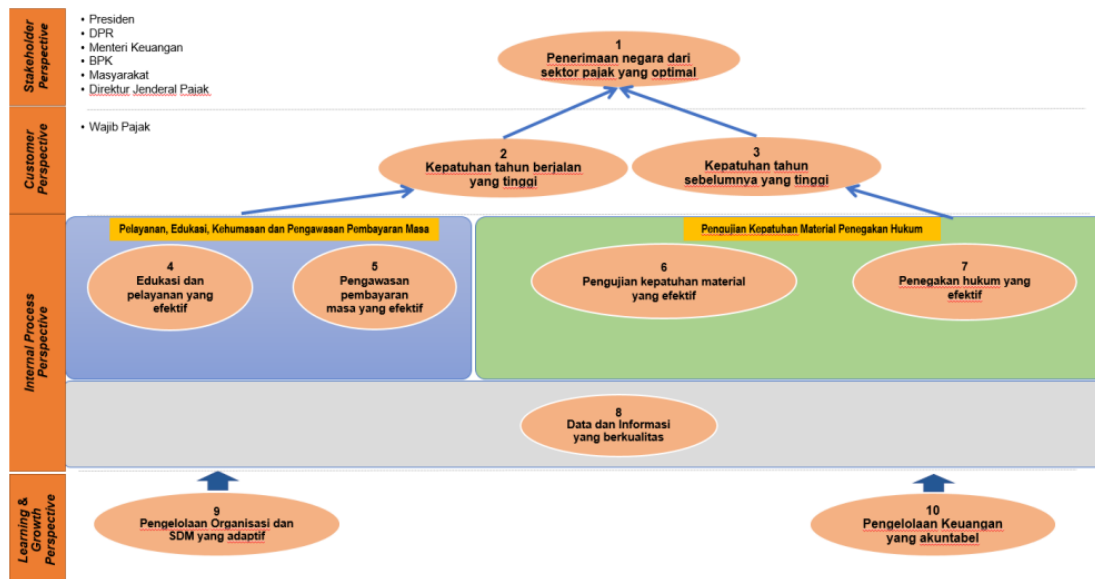 Stakeholder
Perspective
• Presiden
• DPR
• Menteri Keuangan
• BPK
• Masyarakat
• Direktur Jenderal Pajak
1
Penerimaan negara dari
sektor pajak yang optimal
Customer
Perspective
• Wajib Pajak
2
Kepatuhan tahun berjalan
yang tinggi
3
Kepatuhan tahun
sebelumnya yang tinggi
Internal Process
Perspective
Pelayanan, Edukasi, Kehumasan dan Pengawasan Pembayaran Masa
4
Edukasi dan
pelayanan yang
efektif
5
Pengawasan
pembayaran
masa yang efektif
Pengujian Kepatuhan Material Penegakan Hukum
6
Pengujian kepatuhan material
yang efektif
7
Penegakan hukum yang
efektif
8
Data dan Informasi
yang berkualitas
Learning &
Growth
Perspective
9
Pengelolaan Organisasi dan
SDM yang adaptif
10
Pengelolaan Keuangan
yang akuntabel